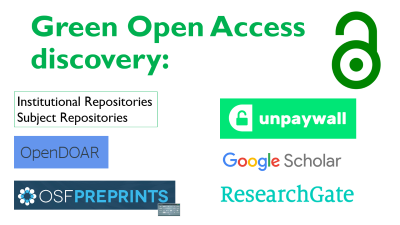 Green Open Access
discovery:
Institutional Repositories
Subject Repositories
OpenDOAR
OSFPREPRINTS
unpaywall
Google Scholar
ResearchGate